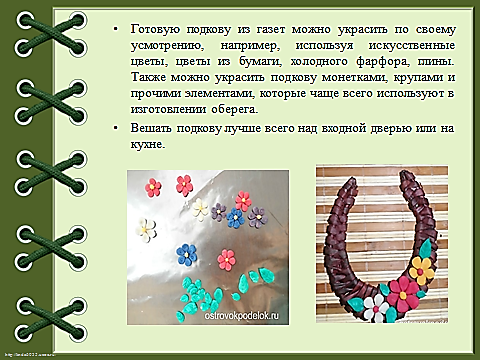 • Готовую подкову из газет можно украсить по своему
усмотрению, например, используя искусственные
цветы, цветы из бумаги, холодного фарфора, глины.
Также можно украсить подкову монетками, крупами и
прочими элементами, которые чаще всего используют в
изготовлении оберега.
• Вешать подкову лучше всего над входной дверью или на
кухне.
ostrovokpodelok.ru